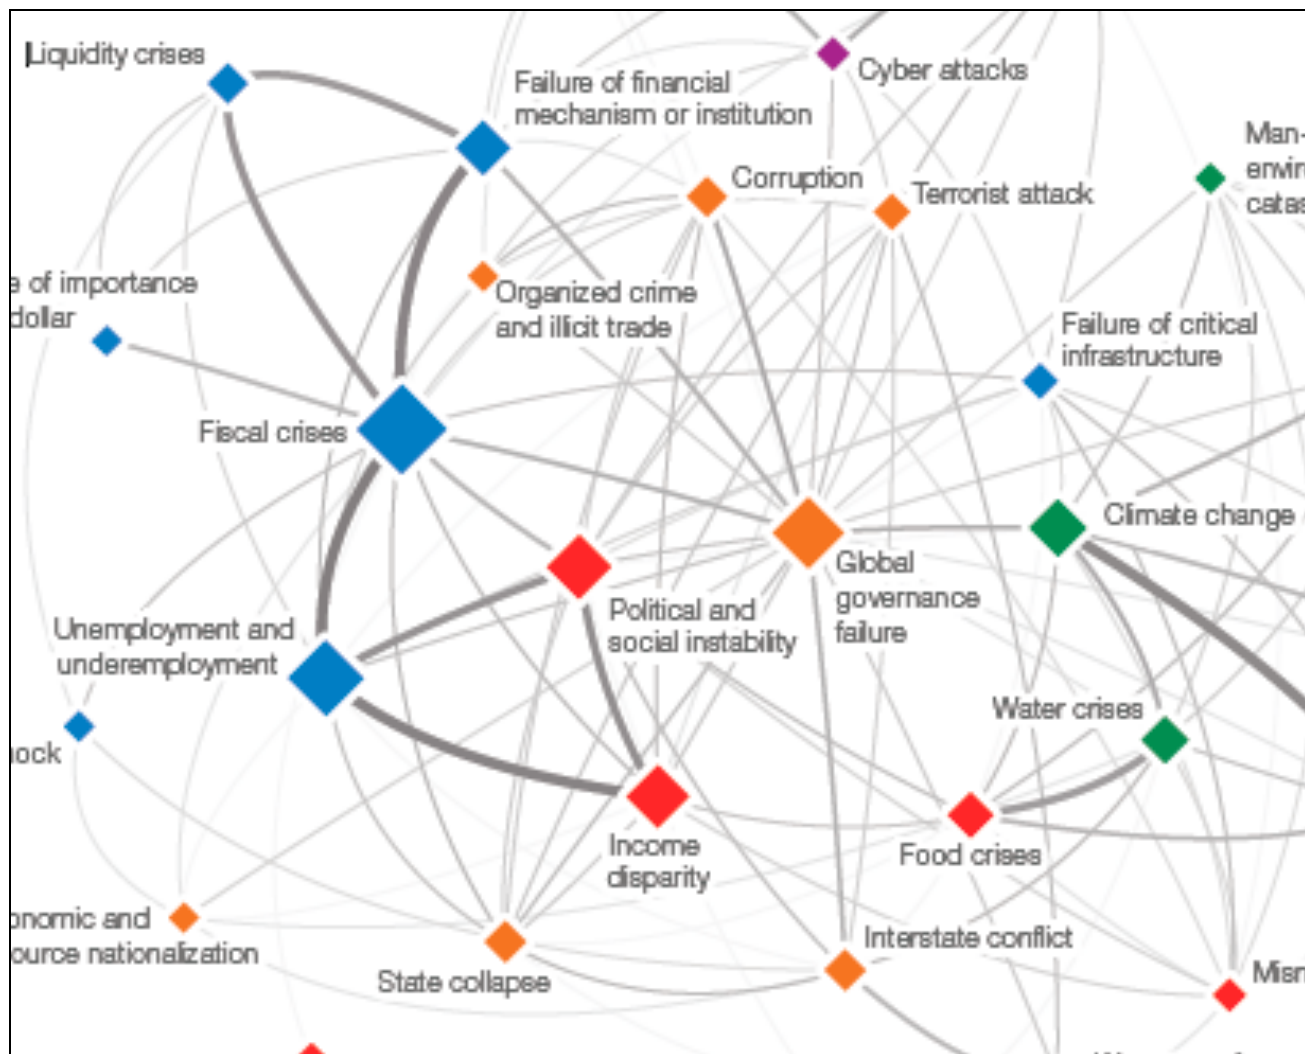 Liquidity crises
Failure of financial
mechanism or institution
Cyber attacks
Man-
Corruption
Terrorist attack
e of importance
dollar
Organized crime
and illicit trade
Failure of critical
infrastructure
Fiscal crises
Climate change
Global
governance
failure
Political and
social instability
Unemployment and
underemployment
Water crises
Income
disparity
Food crises
Interstate conflict
onomic and
ource nationalization
State collapse